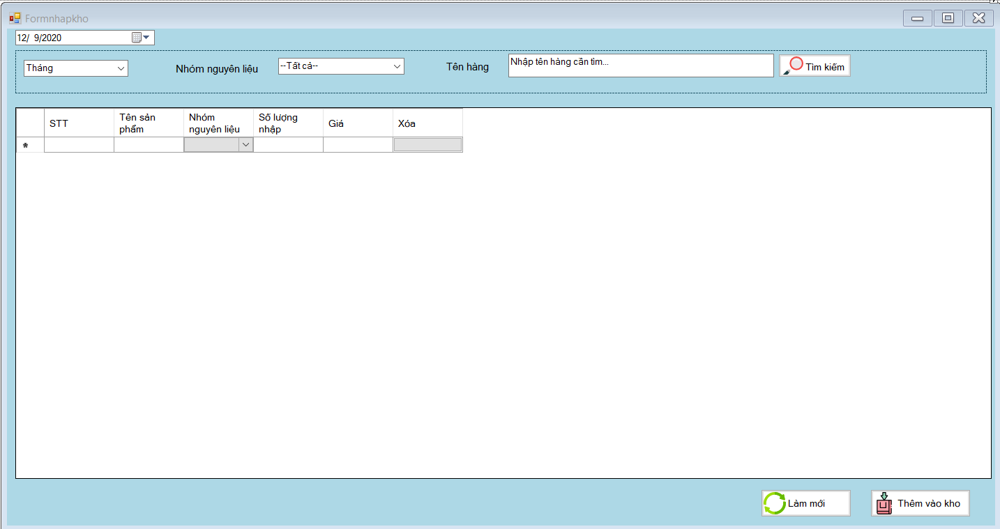 Formnhapkho
12/ 9/2020
Tháng
Nhóm nguyên liệu
--Tất cả--
Tên hàng
Nhập tên hàng cần tìm...
Tìm kiếm
STT
Tên sản
phẩm
Nhóm
nguyên liệu
Số lượng
nhập
Giá
Xóa
*
Làm mới
Thêm vào kho